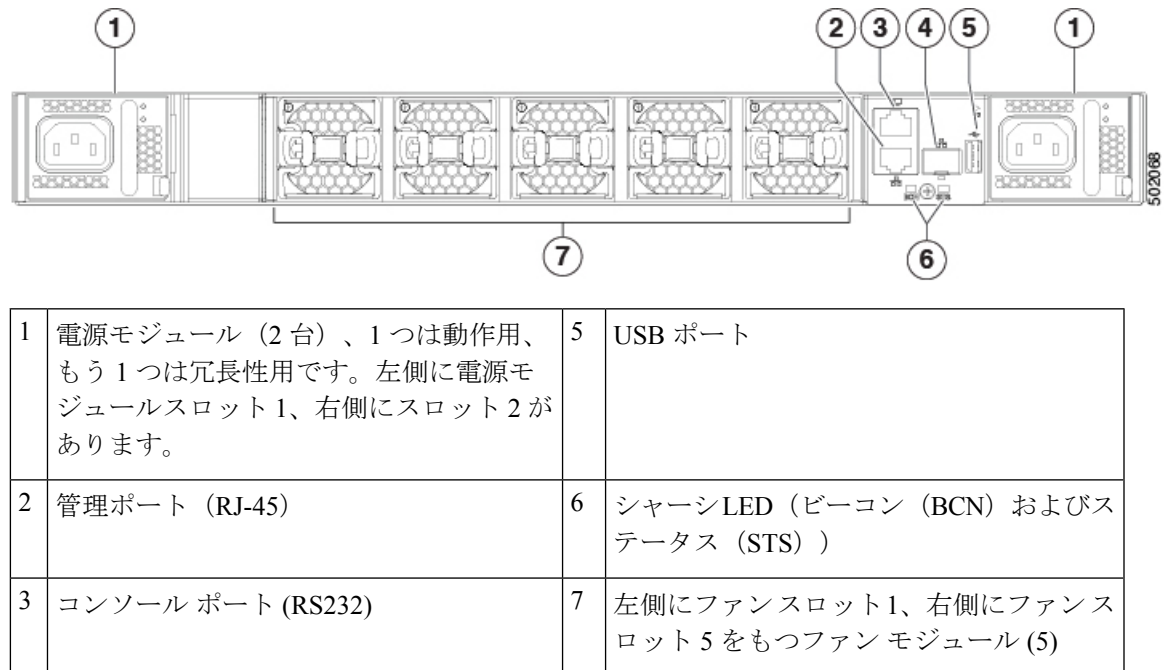 1
2
3
4
5
1
502068
7
6
1
電源モジュール（2 台）、1 つは動作用、
もう 1 つは冗長性用です。左側に電源モ
ジュールスロット 1、右側にスロット 2 が
あります。
5
USB ポート
2
管理ポート（RJ-45）
6
シャーシLED（ビーコン（BCN）およびス
テータス（STS））
3
コンソール ポート (RS232)
7
左側にファン スロット 1、右側にファン ス
ロット 5 をもつファン モジュール (5)